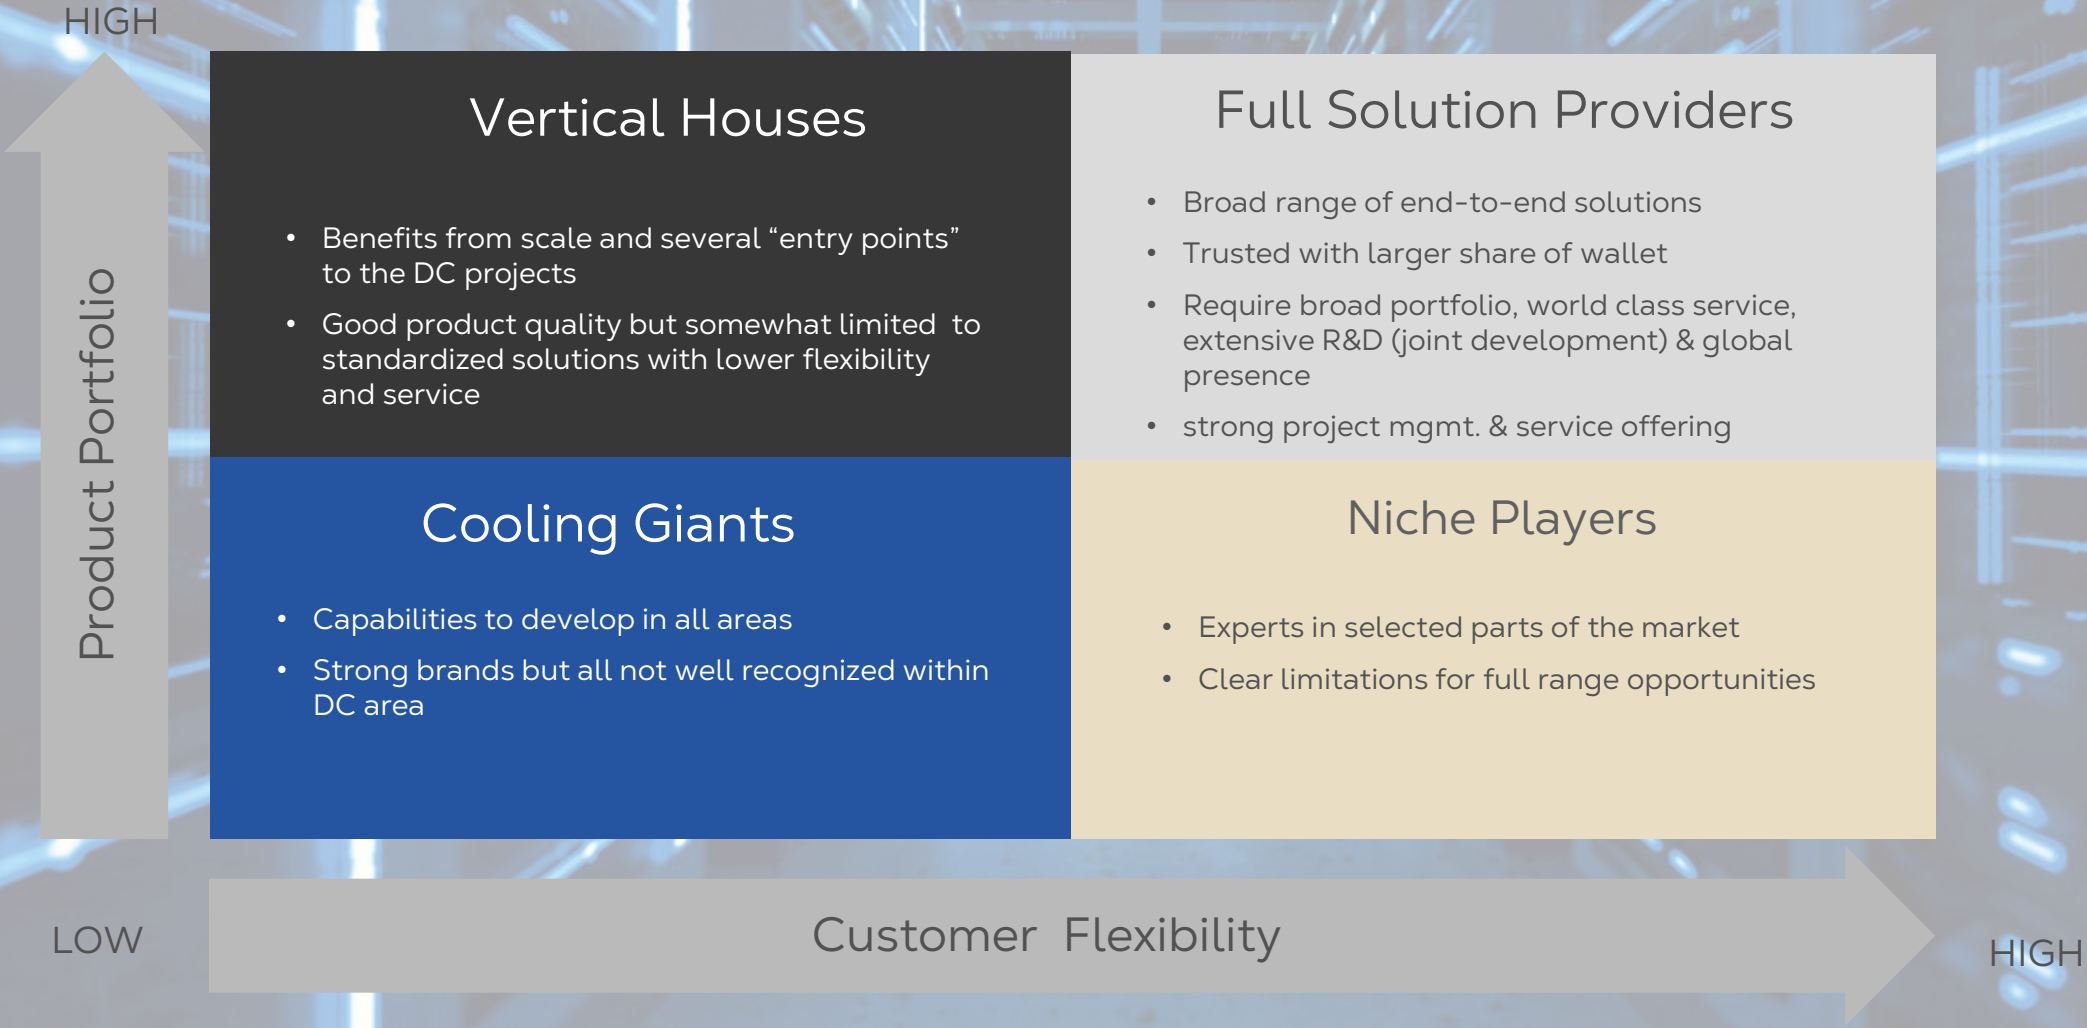 HIGH
Vertical Houses
• Benefits from scale and several “entry points”
to the DC projects
• Good product quality but somewhat limited  to
standardized solutions with lower flexibility
and service
Full Solution Providers
• Broad range of end-to-end solutions
• Trusted with larger share of wallet
• Require broad portfolio, world class service,
extensive R&D (joint development) & global
presence
• strong project mgmt. & service offering
Product Portfolio
Cooling Giants
• Capabilities to develop in all areas
• Strong brands but all not well recognized within
DC area
Niche Players
• Experts in selected parts of the market
• Clear limitations for full range opportunities
LOW
Customer  Flexibility
HIGH